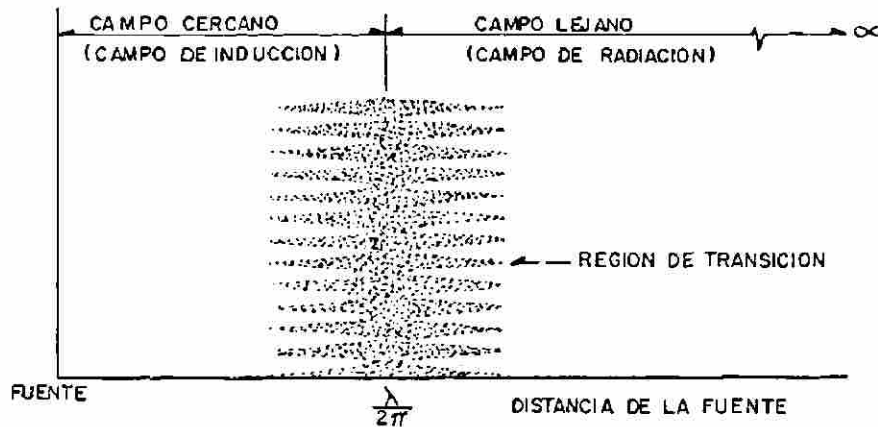 CAMPO CERCANO
(CAMPO DE INDUCCION)
CAMPO LEJANO
(CAMPO DE RADIACION)
∝
REGION DE TRANSICION
FUENTE
λ
2π
DISTANCIA DE LA FUENTE